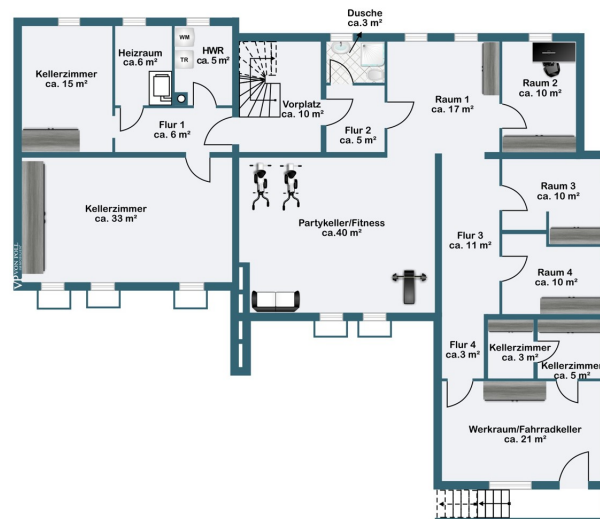 Dusche
ca.3 m²
Kellerzimmer
ca. 15 m²
Heizraum
ca.6 m²
WM
TR
HWR
ca. 5 m²
Vorplatz
ca. 10 m²
Flur 1
ca. 6 m²
Flur 2
ca. 5 m²
Raum 1
ca. 17 m²
Raum 2
ca. 10 m²
Kellerzimmer
ca. 33 m²
Partykeller/Fitness
ca.40 m²
Flur 3
ca. 11 m²
Raum 3
ca. 10 m²
Raum 4
ca. 10 m²
Flur 4
ca.3 m²
Kellerzimmer
ca. 3 m²
Kellerzimmer
ca. 5 m²
Werkraum/Fahrradkeller
ca. 21 m²
VP VON POLL